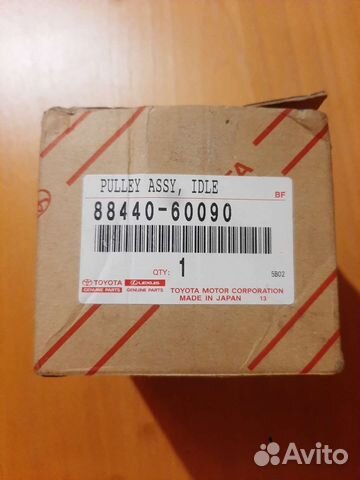 PULLEY ASSY, IDLE
BF
88440-60090
QTY: 1
5B02
TOYOTA LEXUS
GENUINE PARTS GENUINE PARTS
TOYOTA MOTOR CORPORATION
MADE IN JAPAN 13
TOYOTA
Avito